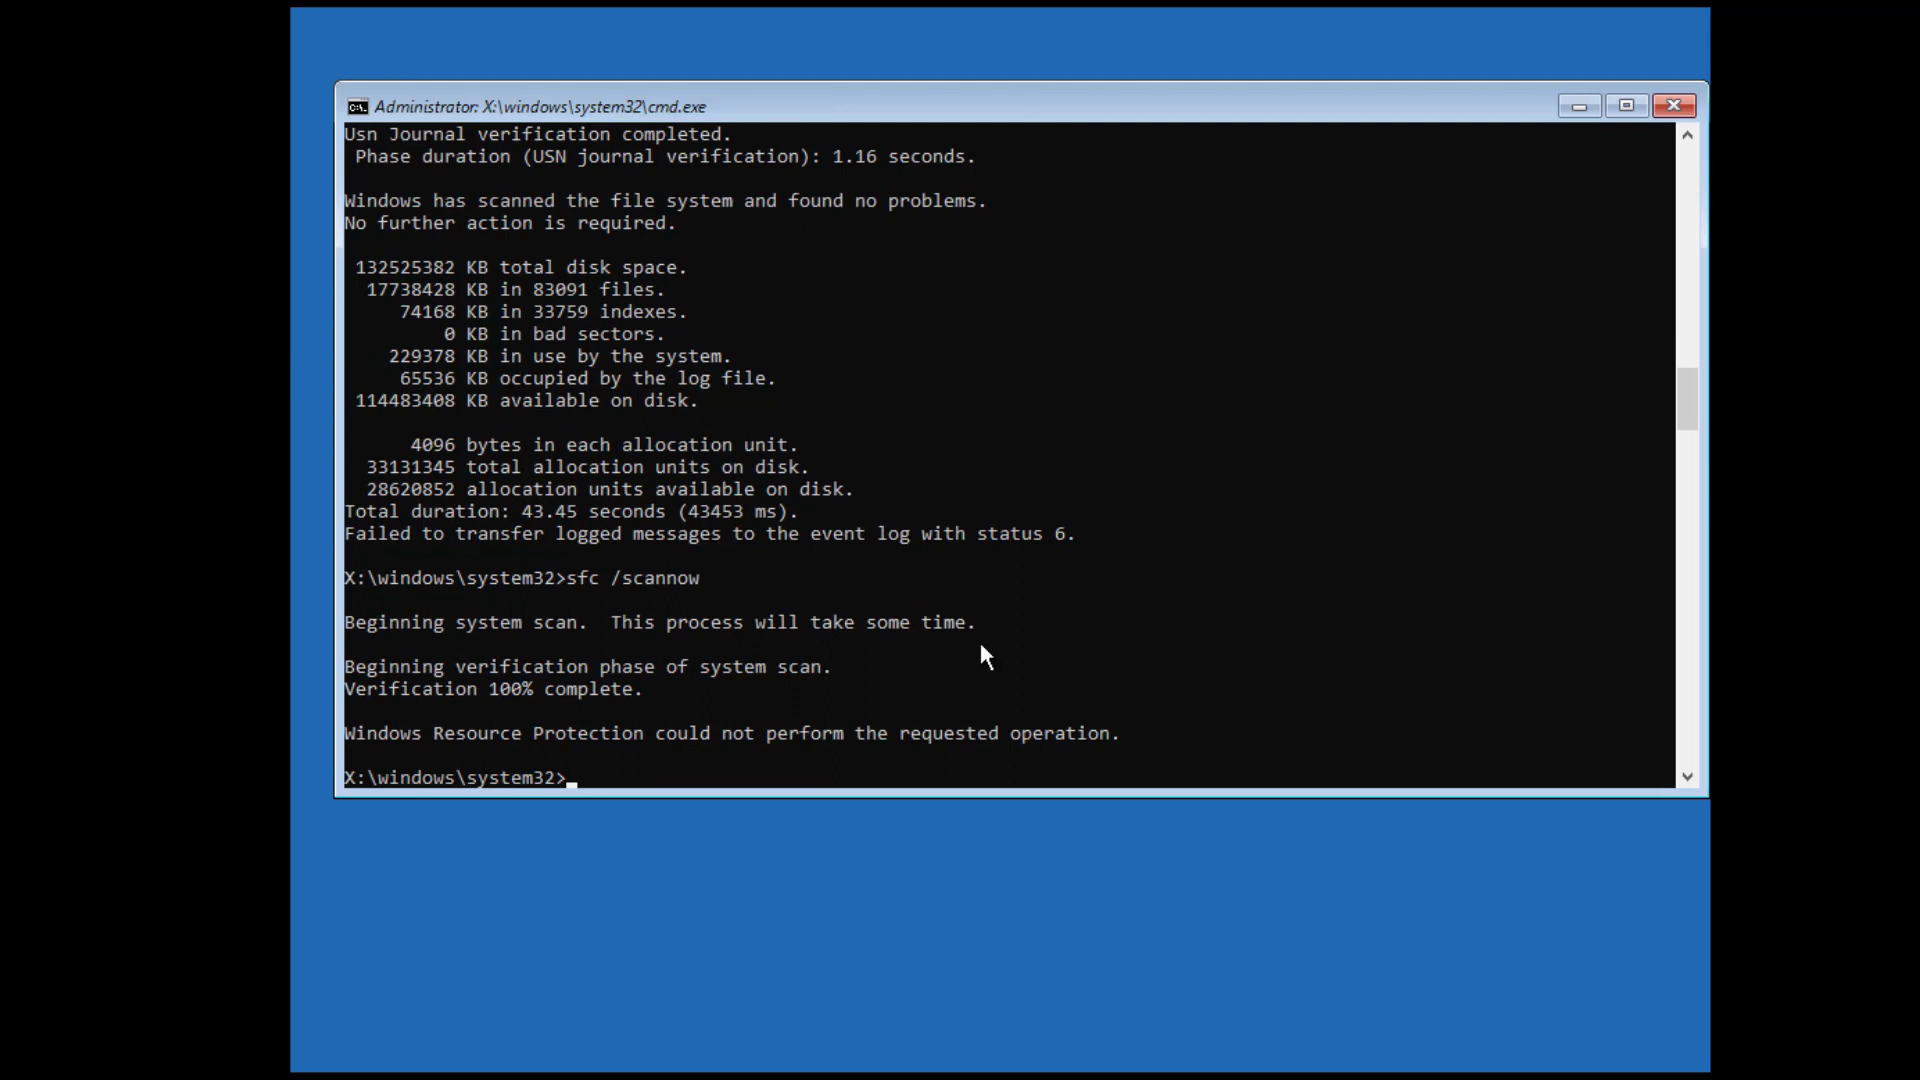 Administrator: X:\windows\system32\cmd.exe
Usn Journal verification completed.
 Phase duration (USN journal verification): 1.16 seconds.

Windows has scanned the file system and found no problems.
No further action is required.

 132525382 KB total disk space.
  17738428 KB in 83091 files.
     74168 KB in 33759 indexes.
         0 KB in bad sectors.
    229378 KB in use by the system.
     65536 KB occupied by the log file.
 114483408 KB available on disk.

      4096 bytes in each allocation unit.
  33131345 total allocation units on disk.
  28620852 allocation units available on disk.
Total duration: 43.45 seconds (43453 ms).
Failed to transfer logged messages to the event log with status 6.

X:\windows\system32>sfc /scannow

Beginning system scan.  This process will take some time.

Beginning verification phase of system scan.
Verification 100% complete.

Windows Resource Protection could not perform the requested operation.

X:\windows\system32>